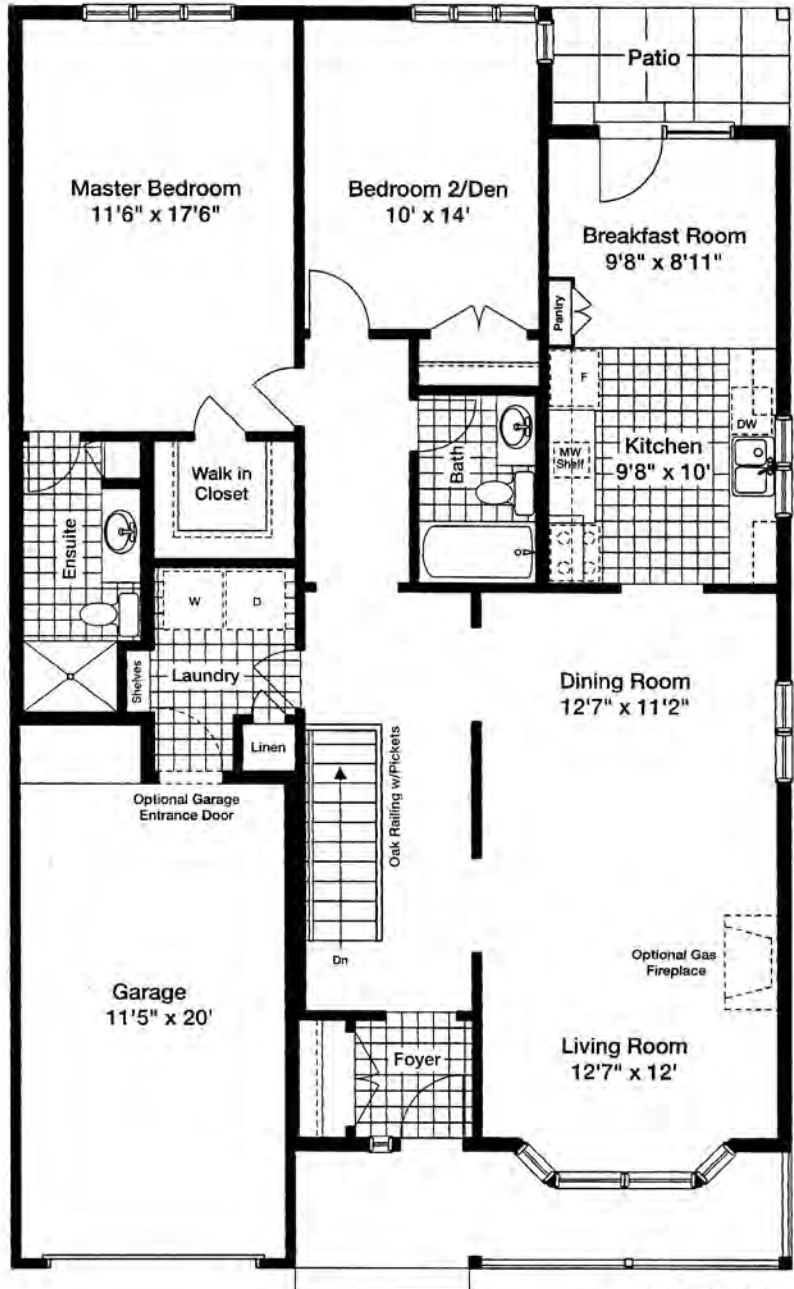 Patio
Master Bedroom
11'6" x 17'6"
Bedroom 2/Den
10' x 14'
Breakfast Room
9'8" x 8'11"
Pantry
F
DW
Walk in
Closet
Bath
MW
Shelf
Kitchen
9'8" x 10'
Ensuite
W
D
Shelves
Laundry
Linen
Dining Room
12'7" x 11'2"
Optional Garage
Entrance Door
Oak Railing w/Pickets
Dn
Optional Gas
Fireplace
Garage
11'5" x 20'
Foyer
Living Room
12'7" x 12'